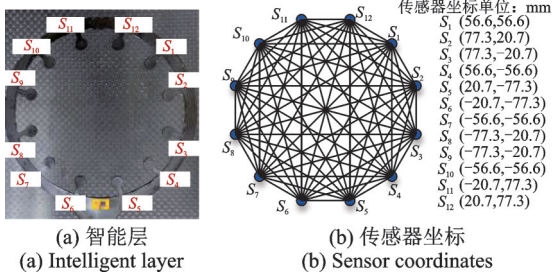 S11 S12
S10 S1
S9 S2
S8 S3
S7 S4
S6 S5
(a) 智能层
(a) Intelligent layer
S11 S12
S10 S1
S9 S2
S8 S3
S7 S4
S6 S5
(b) 传感器坐标
(b) Sensor coordinates
传感器坐标单位：mm
S1 (56.6,56.6)
S2 (77.3,20.7)
S3 (77.3,−20.7)
S4 (56.6,−56.6)
S5 (20.7,−77.3)
S6 (−20.7,−77.3)
S7 (−56.6,−56.6)
S8 (−77.3,−20.7)
S9 (−77.3,−20.7)
S10 (−56.6,−56.6)
S11 (−20.7,77.3)
S12 (20.7,77.3)